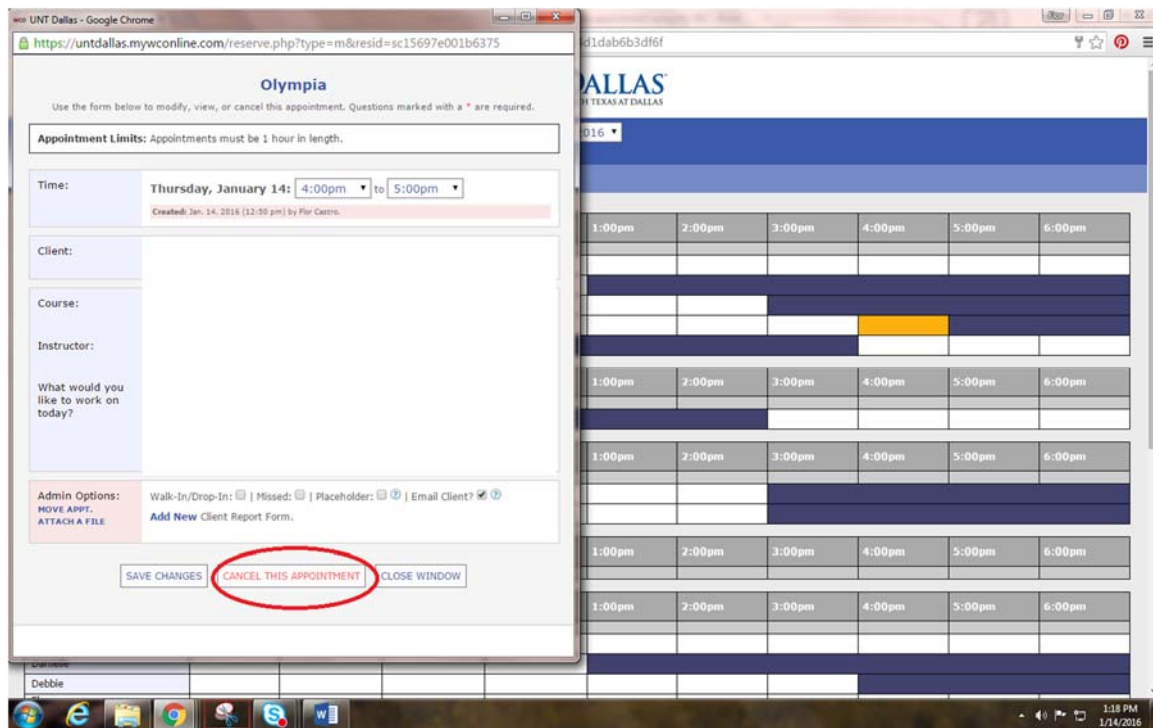 UNT Dallas - Google Chrome
https://untdallas.mywconline.com/reserve.php?type=m&resid=sc15697e001b6375
d1dab6b3df6f
Olympia
Use the form below to modify, view, or cancel this appointment. Questions marked with a * are required.
Appointment Limits: Appointments must be 1 hour in length.
Time:
Thursday, January 14: 4:00pm to 5:00pm
Created: Jan. 14, 2016 (12:50 pm) by Flor Castro.
Client:
Course:
Instructor:
What would you
like to work on
today?
Admin Options:
MOVE APPT.
ATTACH A FILE
Walk-In/Drop-In: | Missed: | Placeholder: | Email Client?
Add New Client Report Form.
SAVE CHANGES CANCEL THIS APPOINTMENT CLOSE WINDOW
DALLAS
TEXAS AT DALLAS
2016
1:00pm 2:00pm 3:00pm 4:00pm 5:00pm 6:00pm
1:00pm 2:00pm 3:00pm 4:00pm 5:00pm 6:00pm
1:00pm 2:00pm 3:00pm 4:00pm 5:00pm 6:00pm
1:00pm 2:00pm 3:00pm 4:00pm 5:00pm 6:00pm
1:00pm 2:00pm 3:00pm 4:00pm 5:00pm 6:00pm
Danielle
Debbie
1:18 PM
1/14/2016